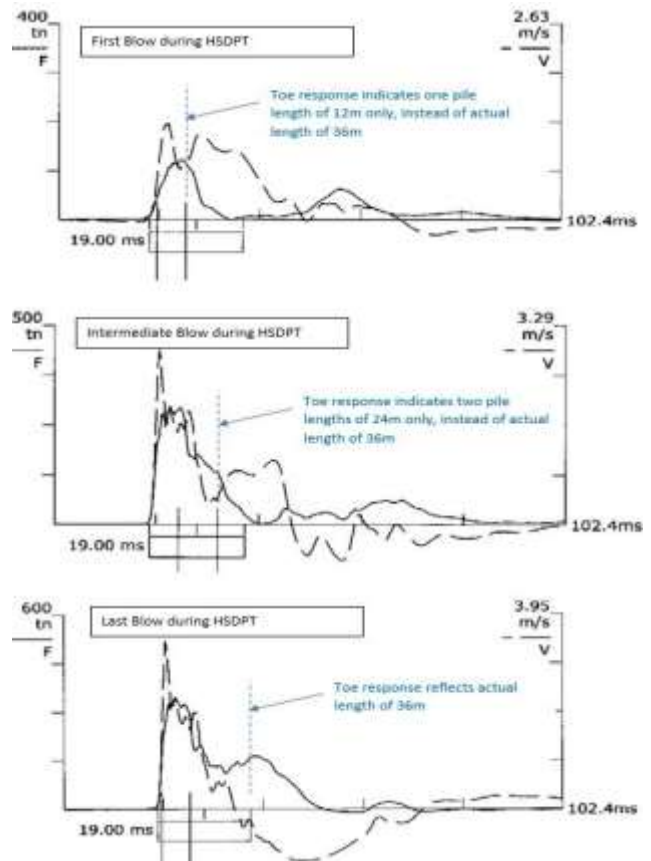 400
tn
F
First Blow during HSDPT
2.63
m/s
V
Toe response indicates one pile
length of 12m only, instead of actual
length of 36m
102.4ms
19.00 ms
500
tn
F
Intermediate Blow during HSDPT
3.29
m/s
V
Toe response indicates two pile
lengths of 24m only, instead of actual
length of 36m
102.4ms
19.00 ms
600
tn
F
Last Blow during HSDPT
3.95
m/s
V
Toe response reflects actual
length of 36m
102.4ms
19.00 ms